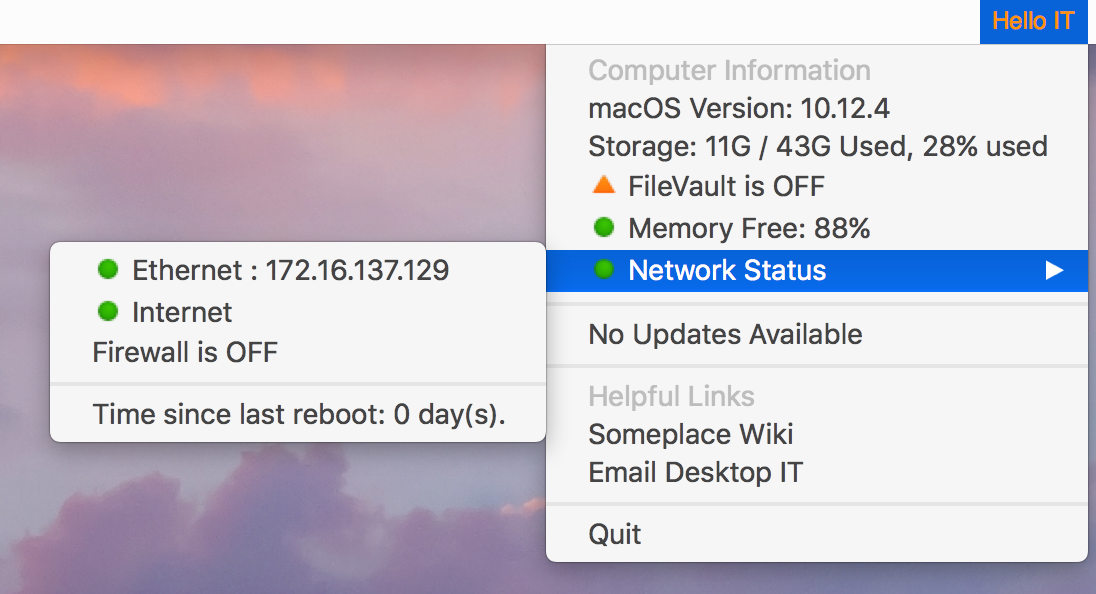 Hello IT
Computer Information
macOS Version: 10.12.4
Storage: 11G / 43G Used, 28% used
FileVault is OFF
Memory Free: 88%
Network Status
Ethernet : 172.16.137.129
Internet
Firewall is OFF
Time since last reboot: 0 day(s).
No Updates Available
Helpful Links
Someplace Wiki
Email Desktop IT
Quit